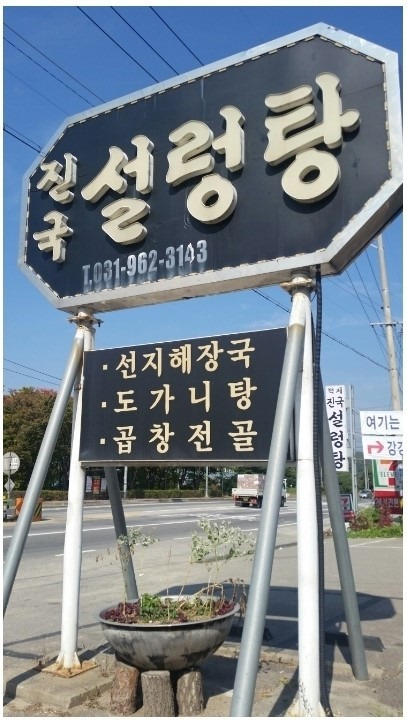 진국 설렁탕
T.031-962-3143
·선지해장국
·도가니탕
·곱창전골
진국
설렁탕
여기는